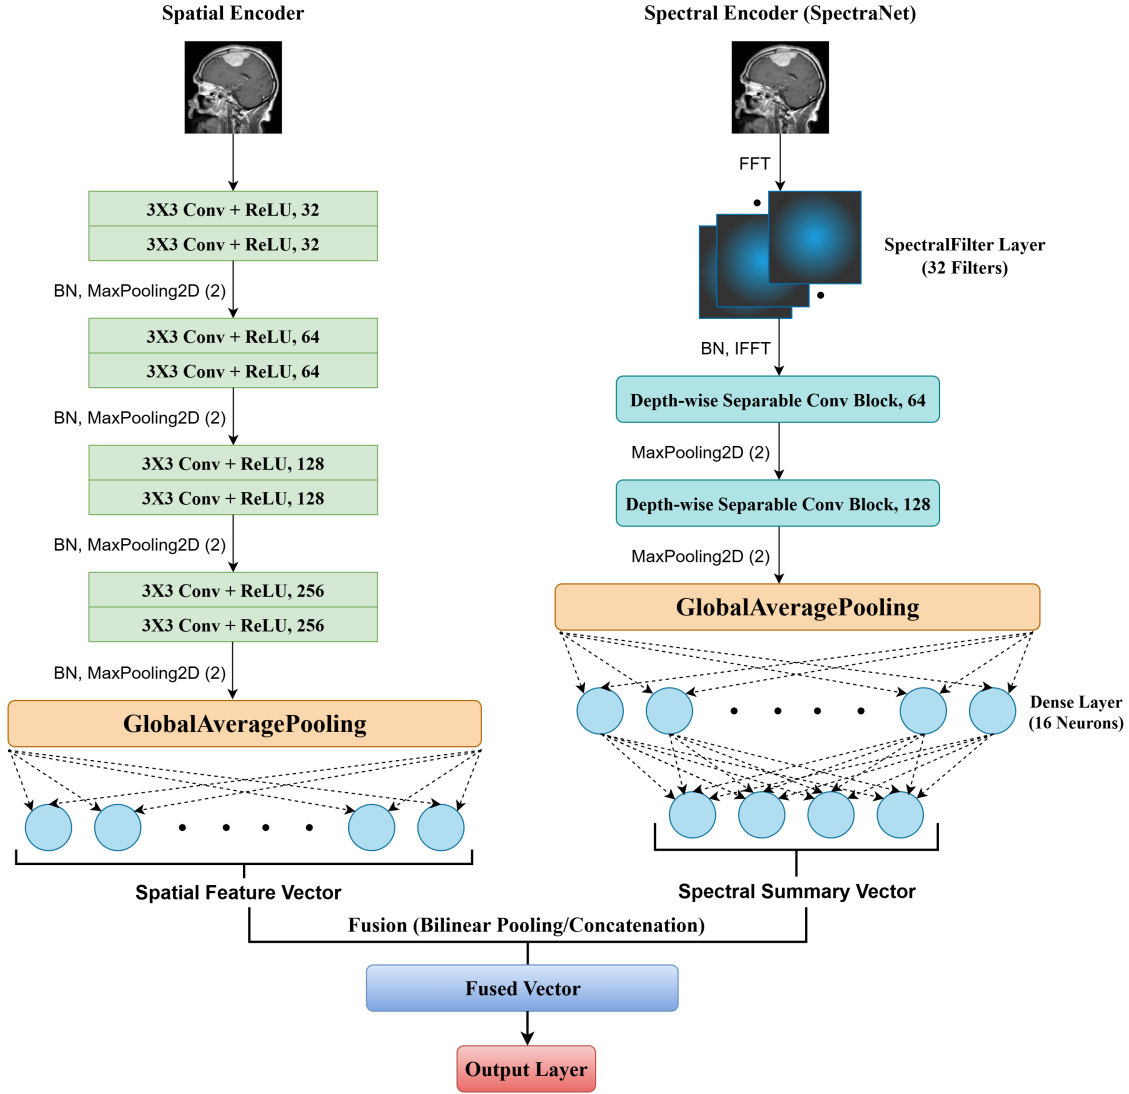 Spatial Encoder
3X3 Conv + ReLU, 32
3X3 Conv + ReLU, 32
BN, MaxPooling2D (2)
3X3 Conv + ReLU, 64
3X3 Conv + ReLU, 64
BN, MaxPooling2D (2)
3X3 Conv + ReLU, 128
3X3 Conv + ReLU, 128
BN, MaxPooling2D (2)
3X3 Conv + ReLU, 256
3X3 Conv + ReLU, 256
BN, MaxPooling2D (2)
GlobalAveragePooling
Spatial Feature Vector
Spectral Encoder (SpectraNet)
FFT
SpectralFilter Layer
(32 Filters)
BN, IFFT
Depth-wise Separable Conv Block, 64
MaxPooling2D (2)
Depth-wise Separable Conv Block, 128
MaxPooling2D (2)
GlobalAveragePooling
Dense Layer
(16 Neurons)
Spectral Summary Vector
Fusion (Bilinear Pooling/Concatenation)
Fused Vector
Output Layer